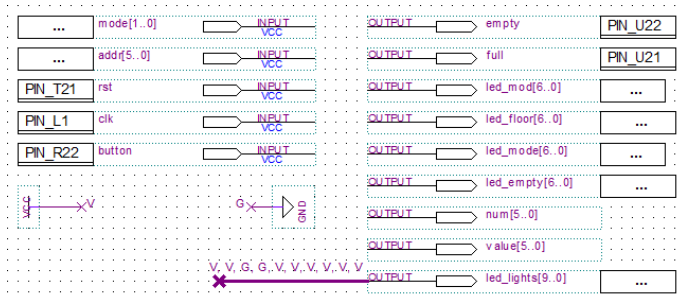 ... mode[1..0] INPUT VCC OUTPUT empty PIN_U22
... addr[5..0] INPUT VCC OUTPUT full PIN_U21
PIN_T21 rst INPUT VCC OUTPUT led_mod[6..0] ...
PIN_L1 clk INPUT VCC OUTPUT led_floor[6..0] ...
PIN_R22 button INPUT VCC OUTPUT led_mode[6..0] ...
OUTPUT led_empty[6..0] ...
VCC V G GND OUTPUT num[5..0]
OUTPUT value[5..0]
V, V, G, G, V, V, V, V, V, V OUTPUT led_lights[9..0] ...